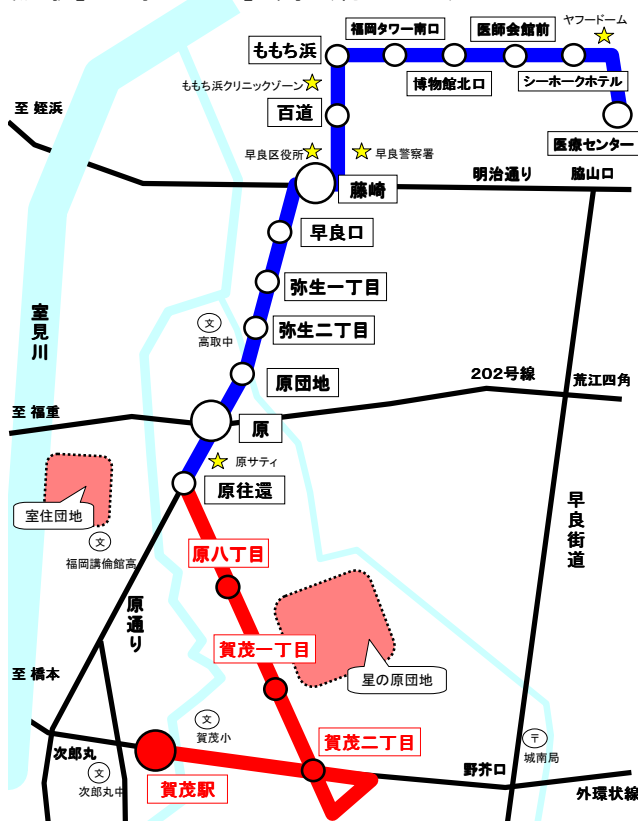 ヤフードーム
福岡タワー南口
医師会館前
ももち浜
博物館北口
シーホークホテル
ももち浜クリニックゾーン
至 姪浜
百道
医療センター
早良区役所
早良警察署
明治通り
脇山口
藤崎
早良口
弥生一丁目
室見川
文
高取中
弥生二丁目
原団地
202号線
荒江四角
至 福重
原
原サティ
原往還
室住団地
早良街道
文
福岡講倫館高
原八丁目
原通り
賀茂一丁目
至 橋本
星の原団地
文
賀茂小
賀茂二丁目
〒
城南局
次郎丸
文
次郎丸中
賀茂駅
野芥口
外環状線